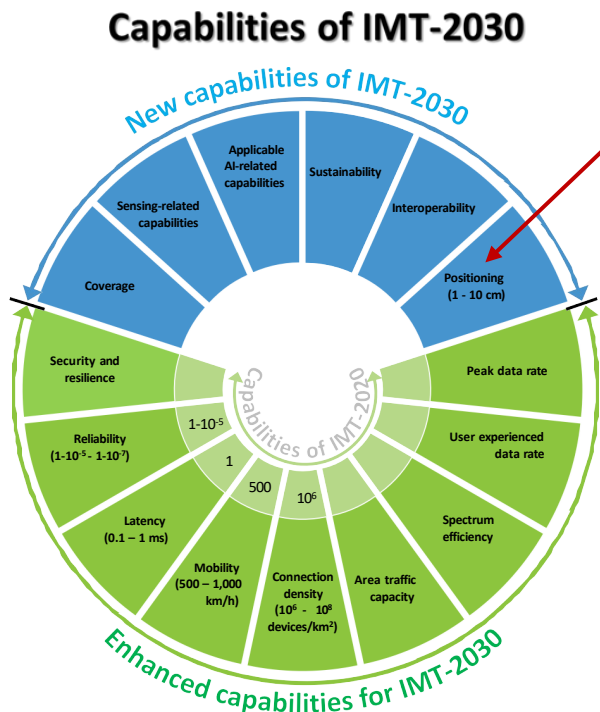 Capabilities of IMT-2030
New capabilities of IMT-2030
Coverage
Sensing-related
capabilities
Applicable
AI-related
capabilities
Sustainability
Interoperability
Positioning
(1 - 10 cm)
Security and
resilience
Reliability
(1-10⁻⁵ - 1-10⁻⁷)
Latency
(0.1 – 1 ms)
Mobility
(500 – 1,000
km/h)
Connection
density
(10⁶ - 10⁸
devices/km²)
Area traffic
capacity
Spectrum
efficiency
User experienced
data rate
Peak data rate
1-10⁻⁵
1
500
10⁶
Capabilities of IMT-2020
Enhanced capabilities for IMT-2030